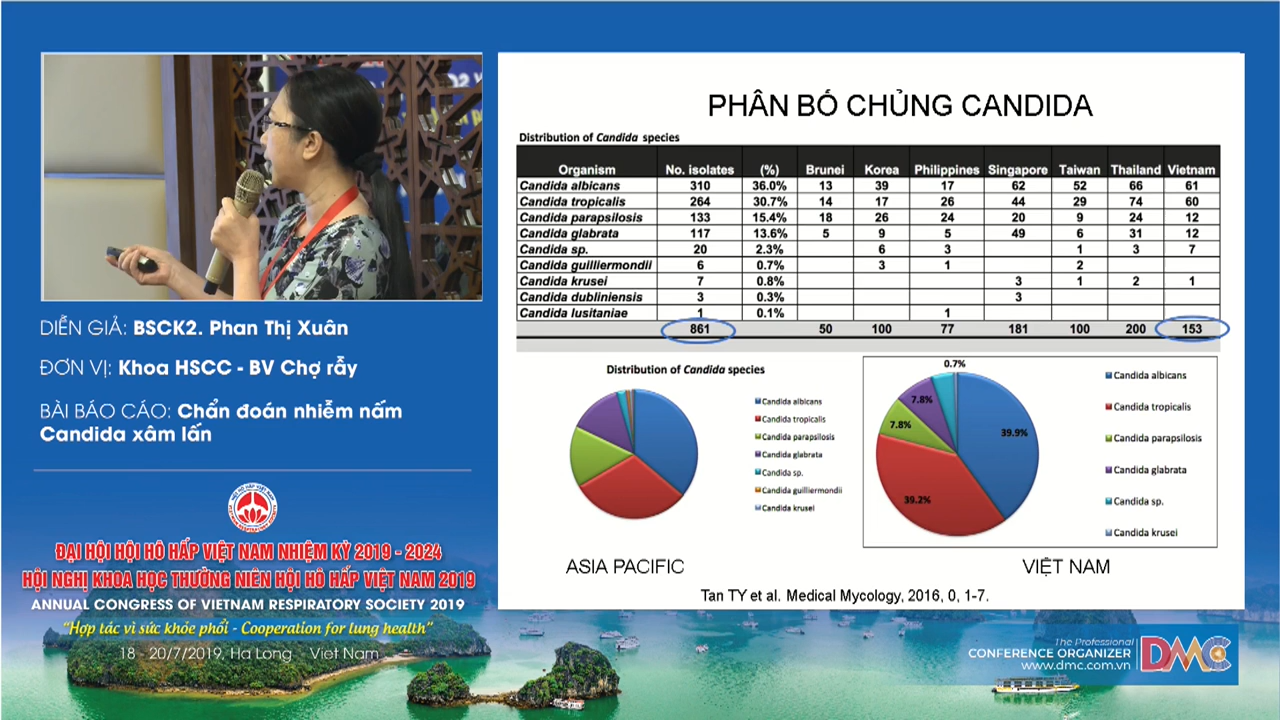 PHÂN BỐ CHỦNG CANDIDA
Distribution of Candida species
Organism No. isolates (%) Brunei Korea Philippines Singapore Taiwan Thailand Vietnam
Candida albicans 310 36.0% 13 39 17 62 52 66 61
Candida tropicalis 264 30.7% 14 17 26 44 29 74 60
Candida parapsilosis 133 15.4% 18 26 24 20 9 24 12
Candida glabrata 117 13.6% 5 9 5 49 6 31 12
Candida sp. 20 2.3% 6 3 1 3 7
Candida guilliermondii 6 0.7% 3 1 2
Candida krusei 7 0.8% 3 1 2 1
Candida dubliniensis 3 0.3% 3
Candida lusitaniae 1 0.1% 1
861 50 100 77 181 100 200 153
Distribution of Candida species
Candida albicans
Candida tropicalis
Candida parapsilosis
Candida glabrata
Candida sp.
Candida guilliermondii
Candida krusei
ASIA PACIFIC
0.7%
7.8%
7.8%
39.9%
39.2%
Candida albicans
Candida tropicalis
Candida parapsilosis
Candida glabrata
Candida sp.
Candida krusei
VIỆT NAM
Tan TY et al. Medical Mycology, 2016, 0, 1-7.
DIỄN GIẢ: BSCK2. Phan Thị Xuân
ĐƠN VỊ: Khoa HSCC - BV Chợ rẫy
BÀI BÁO CÁO: Chẩn đoán nhiễm nấm
Candida xâm lấn
ĐẠI HỘI HỘI HÔ HẤP VIỆT NAM NHIỆM KỲ 2019 - 2024
HỘI NGHỊ KHOA HỌC THƯỜNG NIÊN HỘI HÔ HẤP VIỆT NAM 2019
ANNUAL CONGRESS OF VIETNAM RESPIRATORY SOCIETY 2019
"Hợp tác vì sức khỏe phổi - Cooperation for lung health"
18 - 20/7/2019, Ha Long - Viet Nam
The Professional
CONFERENCE ORGANIZER
www.dmc.com.vn
DMC